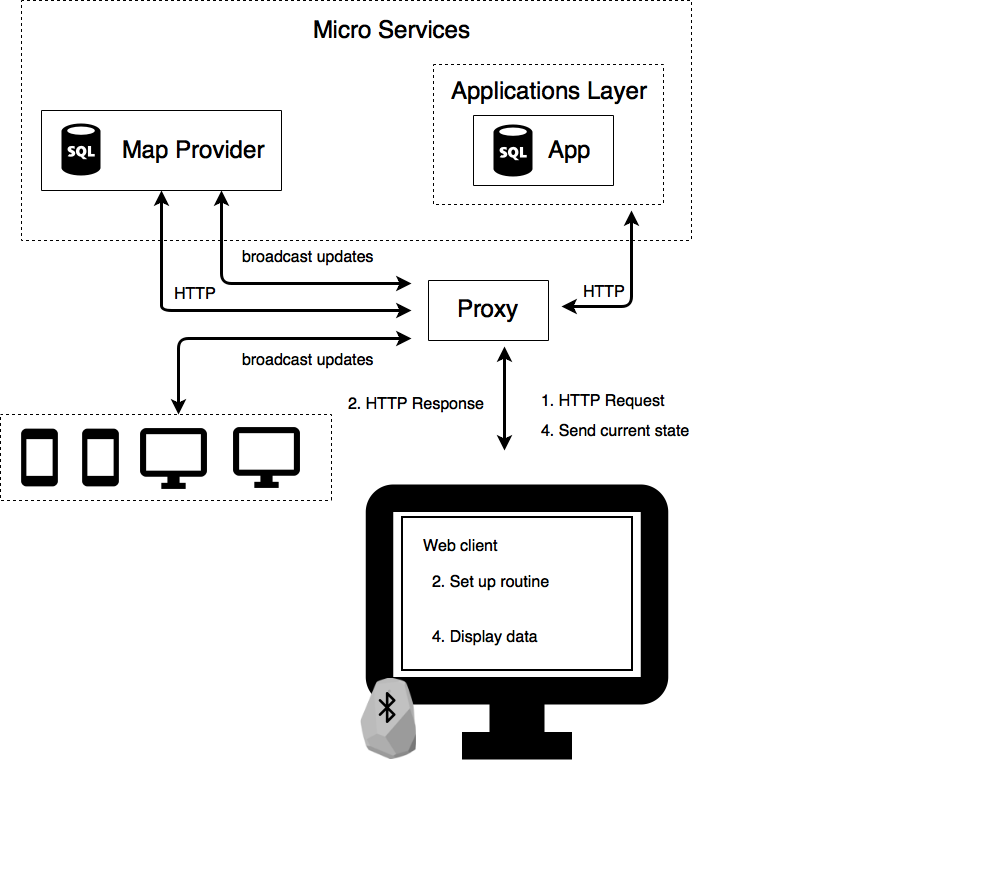 Micro Services
Applications Layer
SQL
Map Provider
SQL
App
broadcast updates
HTTP
HTTP
Proxy
broadcast updates
2. HTTP Response
1. HTTP Request
4. Send current state
Web client
2. Set up routine
4. Display data